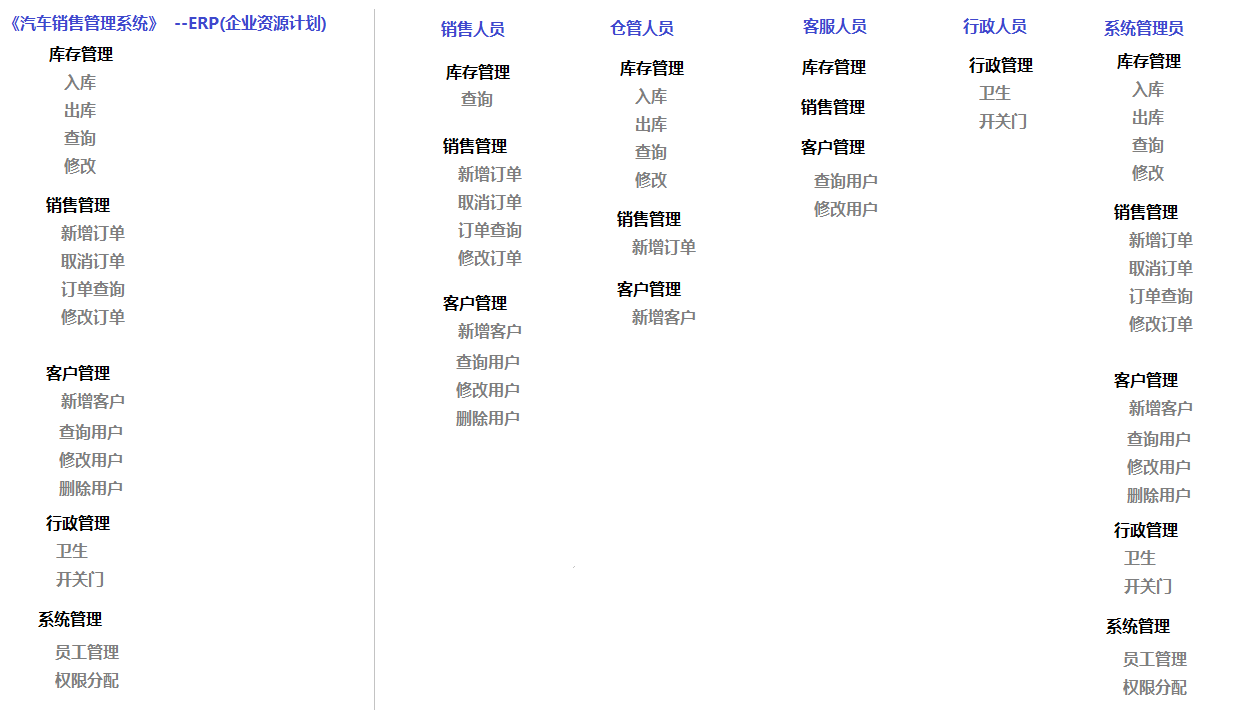 《汽车销售管理系统》 --ERP(企业资源计划)
库存管理
入库
出库
查询
修改
销售管理
新增订单
取消订单
订单查询
修改订单
客户管理
新增客户
查询用户
修改用户
删除用户
行政管理
卫生
开关门
系统管理
员工管理
权限分配
销售人员
库存管理
查询
销售管理
新增订单
取消订单
订单查询
修改订单
客户管理
新增客户
查询用户
修改用户
删除用户
仓管人员
库存管理
入库
出库
查询
修改
销售管理
新增订单
客户管理
新增客户
客服人员
库存管理
销售管理
客户管理
查询用户
修改用户
行政人员
行政管理
卫生
开关门
系统管理员
库存管理
入库
出库
查询
修改
销售管理
新增订单
取消订单
订单查询
修改订单
客户管理
新增客户
查询用户
修改用户
删除用户
行政管理
卫生
开关门
系统管理
员工管理
权限分配